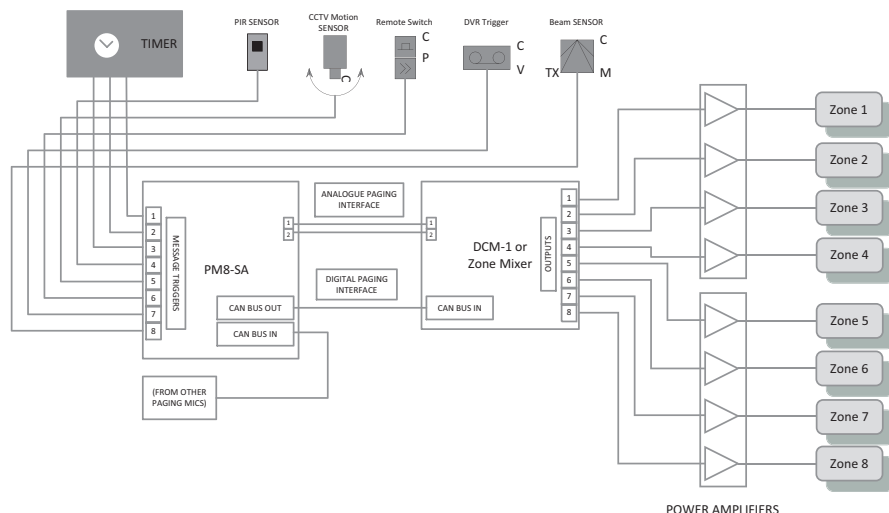 TIMER
PIR SENSOR
CCTV Motion
SENSOR
C
Remote Switch
C
P
DVR Trigger
C
V
Beam SENSOR
C
TX
M
1
2
3
4
5
6
7
8
MESSAGE TRIGGERS
PM8-SA
1
2
CAN BUS OUT
CAN BUS IN
(FROM OTHER
PAGING MICS)
ANALOGUE PAGING
INTERFACE
DIGITAL PAGING
INTERFACE
1
2
DCM-1 or
Zone Mixer
CAN BUS IN
OUTPUTS
1
2
3
4
5
6
7
8
Zone 1
Zone 2
Zone 3
Zone 4
Zone 5
Zone 6
Zone 7
Zone 8
POWER AMPLIFIERS